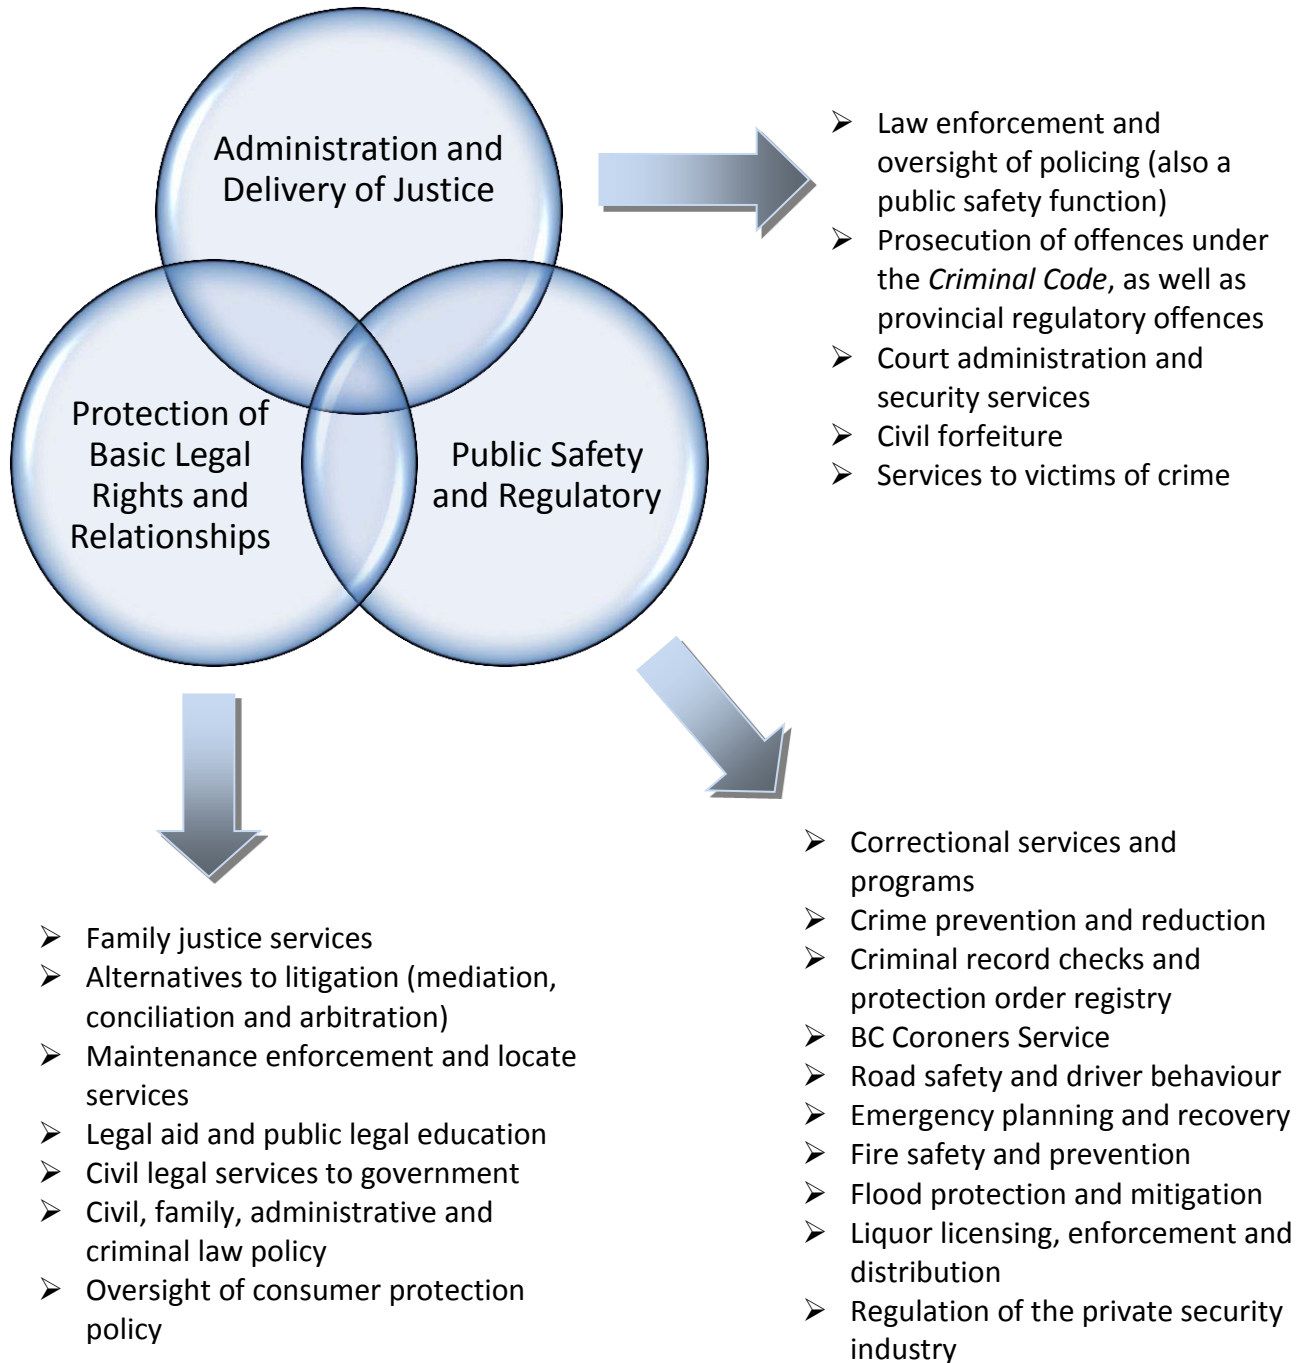 Administration and
Delivery of Justice
Protection of
Basic Legal
Rights and
Relationships
Public Safety
and Regulatory
➢ Law enforcement and
oversight of policing (also a
public safety function)
➢ Prosecution of offences under
the Criminal Code, as well as
provincial regulatory offences
➢ Court administration and
security services
➢ Civil forfeiture
➢ Services to victims of crime
➢ Family justice services
➢ Alternatives to litigation (mediation,
conciliation and arbitration)
➢ Maintenance enforcement and locate
services
➢ Legal aid and public legal education
➢ Civil legal services to government
➢ Civil, family, administrative and
criminal law policy
➢ Oversight of consumer protection
policy
➢ Correctional services and
programs
➢ Crime prevention and reduction
➢ Criminal record checks and
protection order registry
➢ BC Coroners Service
➢ Road safety and driver behaviour
➢ Emergency planning and recovery
➢ Fire safety and prevention
➢ Flood protection and mitigation
➢ Liquor licensing, enforcement and
distribution
➢ Regulation of the private security
industry